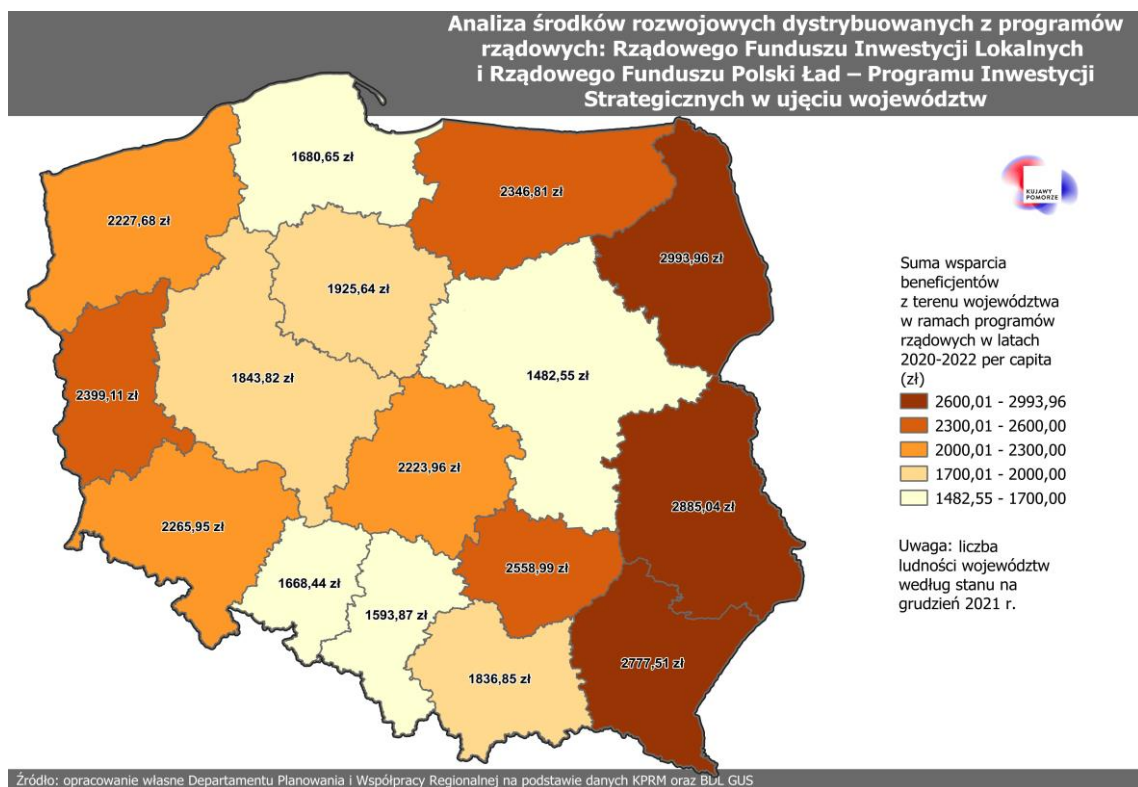 Analiza środków rozwojowych dystrybuowanych z programów
rządowych: Rządowego Funduszu Inwestycji Lokalnych
i Rządowego Funduszu Polski Ład – Programu Inwestycji
Strategicznych w ujęciu województw
1680,65 zł
2346,81 zł
2227,68 zł
2993,96 zł
1925,64 zł
1843,82 zł
1482,55 zł
2399,11 zł
2223,96 zł
2885,04 zł
2265,95 zł
2558,99 zł
1668,44 zł
1593,87 zł
2777,51 zł
1836,85 zł
KUJAWY
POMORZE
Suma wsparcia
beneficjentów
z terenu województwa
w ramach programów
rządowych w latach
2020-2022 per capita
(zł)
2600,01 - 2993,96
2300,01 - 2600,00
2000,01 - 2300,00
1700,01 - 2000,00
1482,55 - 1700,00
Uwaga: liczba
ludności województw
według stanu na
grudzień 2021 r.
Źródło: opracowanie własne Departamentu Planowania i Współpracy Regionalnej na podstawie danych KPRM oraz BDL GUS